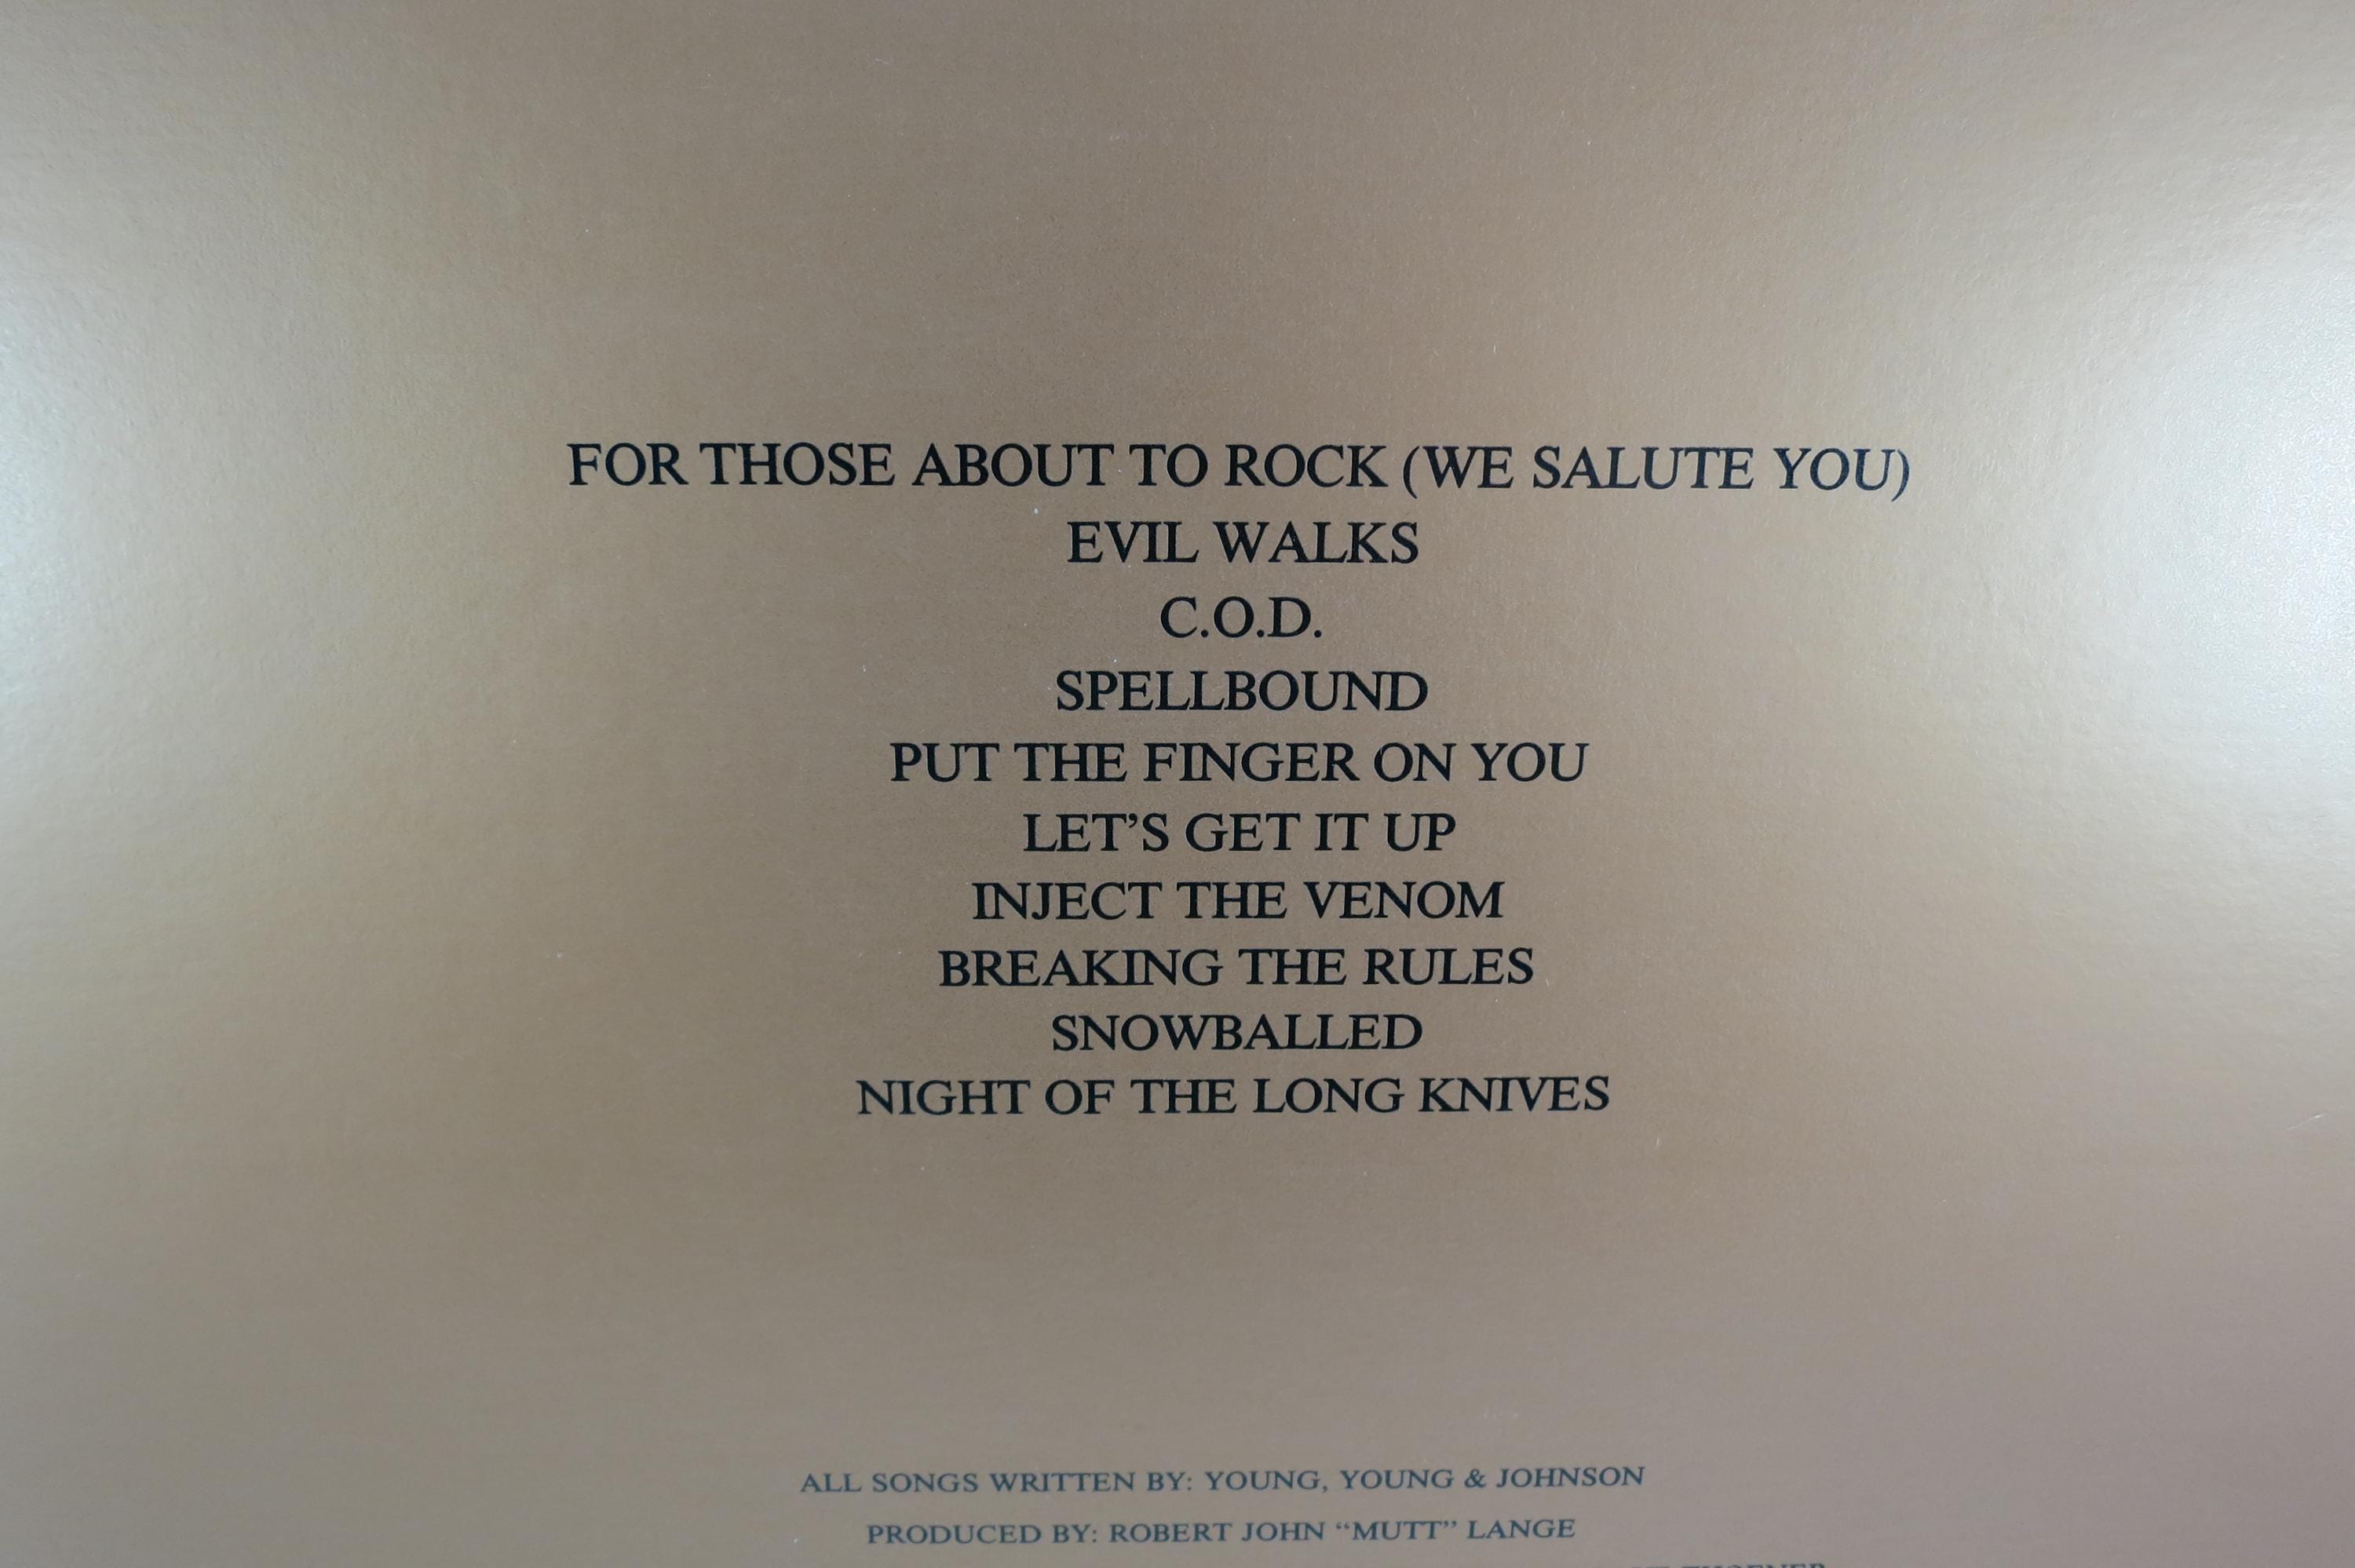 FOR THOSE ABOUT TO ROCK (WE SALUTE YOU)
EVIL WALKS
C.O.D.
SPELLBOUND
PUT THE FINGER ON YOU
LET’S GET IT UP
INJECT THE VENOM
BREAKING THE RULES
SNOWBALLED
NIGHT OF THE LONG KNIVES
ALL SONGS WRITTEN BY: YOUNG, YOUNG & JOHNSON
PRODUCED BY: ROBERT JOHN “MUTT” LANGE